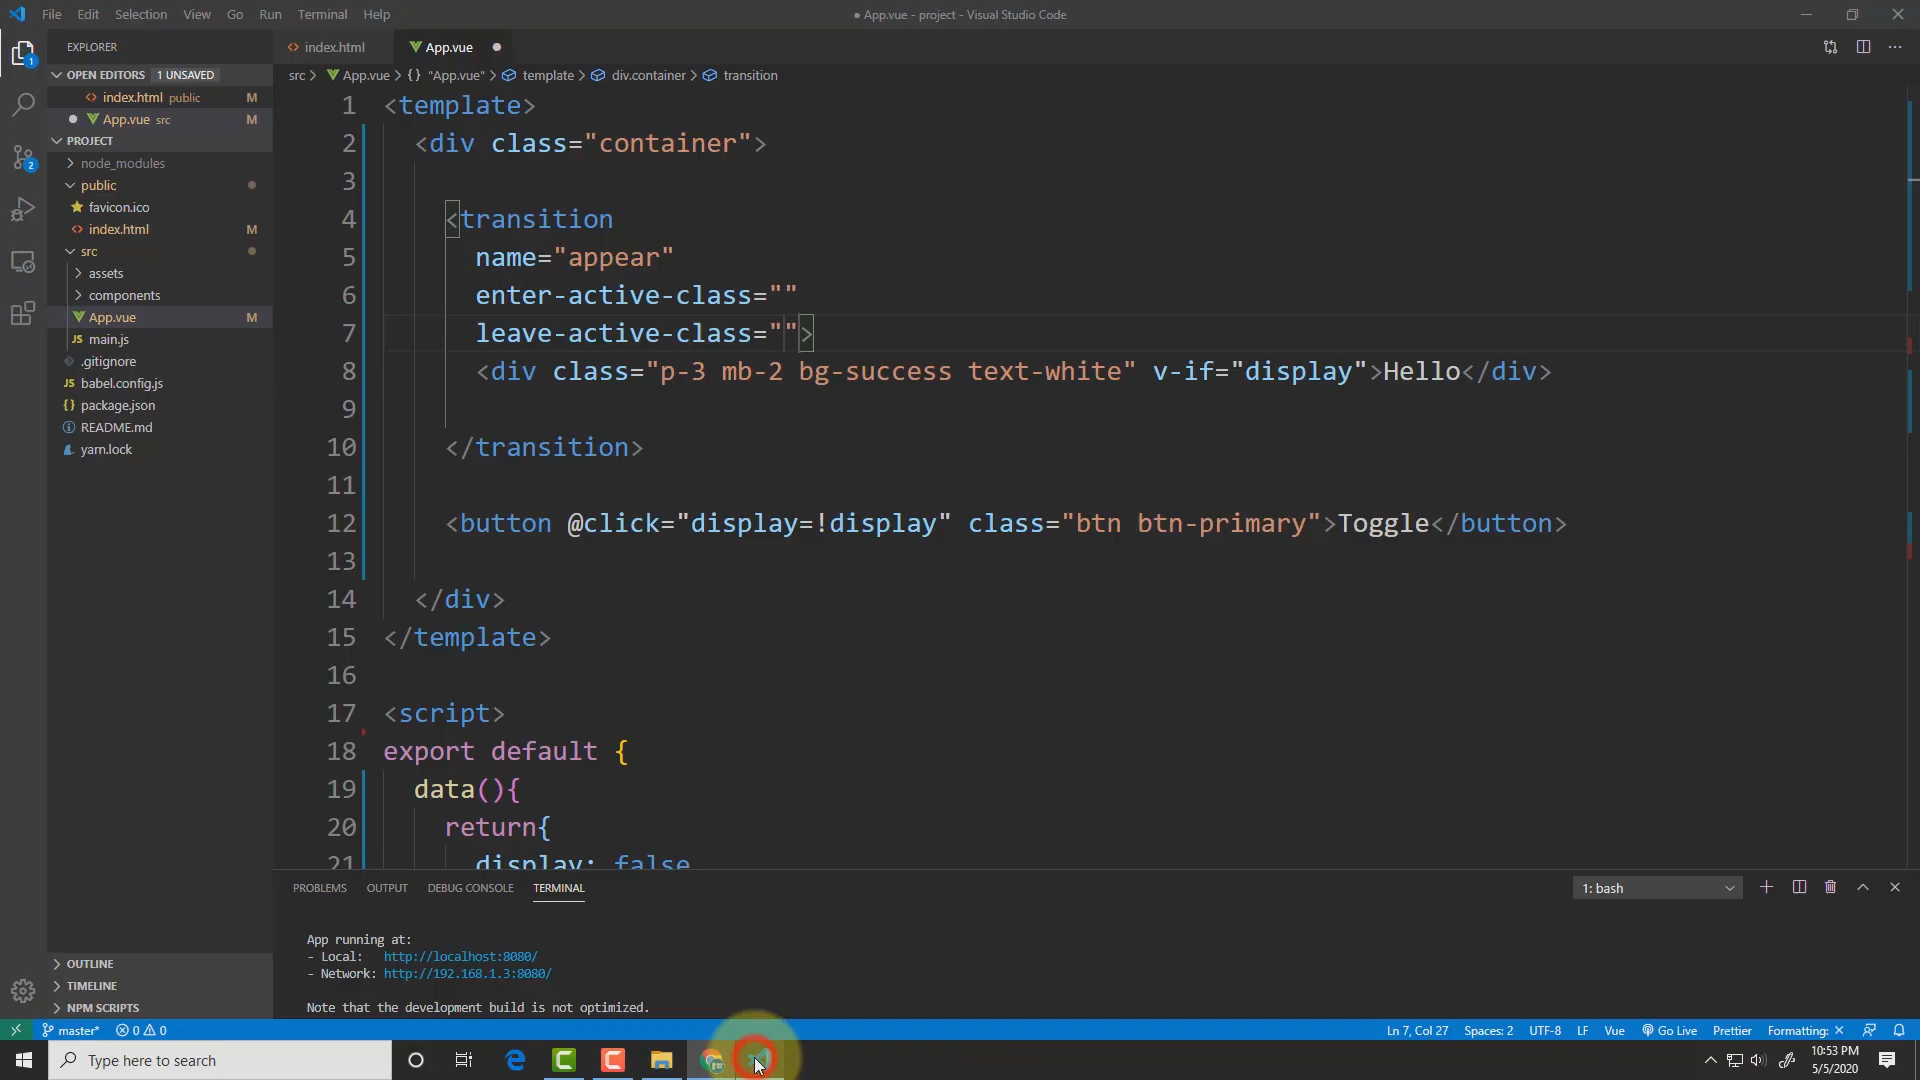 File Edit Selection View Go Run Terminal Help
● App.vue - project - Visual Studio Code
EXPLORER
index.html
App.vue
OPEN EDITORS 1 UNSAVED
index.html public M
App.vue src M
PROJECT
node_modules
public
favicon.ico
index.html M
src
assets
components
App.vue M
main.js
.gitignore
babel.config.js
package.json
README.md
yarn.lock
OUTLINE
TIMELINE
NPM SCRIPTS
src > App.vue > {} "App.vue" > template > div.container > transition
1 <template>
2 <div class="container">
3
4 <transition
5 name="appear"
6 enter-active-class=""
7 leave-active-class="">
8 <div class="p-3 mb-2 bg-success text-white" v-if="display">Hello</div>
9
10 </transition>
11
12 <button @click="display=!display" class="btn btn-primary">Toggle</button>
13
14 </div>
15 </template>
16
17 <script>
18 export default {
19 data(){
20 return{
21 display: false
PROBLEMS OUTPUT DEBUG CONSOLE TERMINAL
1: bash
App running at:
- Local: http://localhost:8080/
- Network: http://192.168.1.3:8080/
Note that the development build is not optimized.
master* 0 0
Ln 7, Col 27 Spaces: 2 UTF-8 LF Vue Go Live Prettier Formatting: ×
Type here to search
10:53 PM
5/5/2020